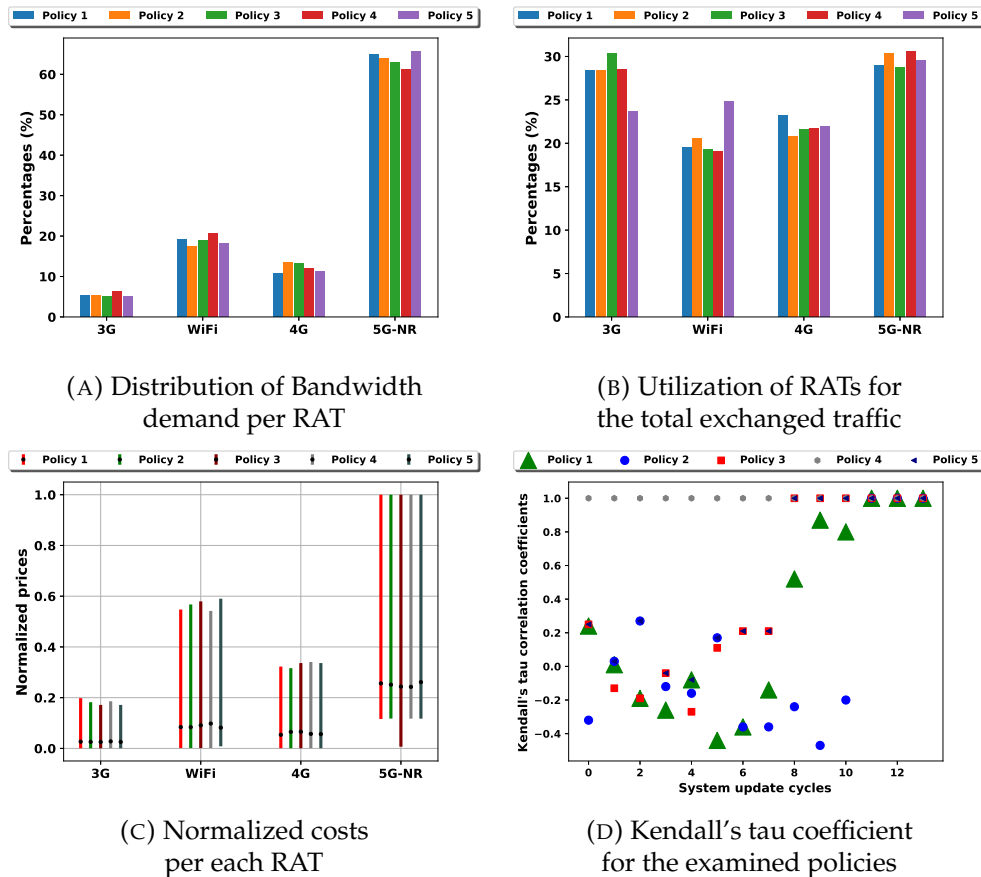 Policy 1 Policy 2 Policy 3 Policy 4 Policy 5
Percentages (%)
60
50
40
30
20
10
0
3G WiFi 4G 5G-NR
(A) Distribution of Bandwidth
demand per RAT
Policy 1 Policy 2 Policy 3 Policy 4 Policy 5
Percentages (%)
30
25
20
15
10
5
0
3G WiFi 4G 5G-NR
(B) Utilization of RATs for
the total exchanged traffic
Policy 1 Policy 2 Policy 3 Policy 4 Policy 5
Normalized prices
1.0
0.8
0.6
0.4
0.2
0.0
3G WiFi 4G 5G-NR
(C) Normalized costs
per each RAT
Policy 1 Policy 2 Policy 3 Policy 4 Policy 5
Kendall's tau correlation coefficients
1.0
0.8
0.6
0.4
0.2
0.0
−0.2
−0.4
0 2 4 6 8 10 12
System update cycles
(D) Kendall's tau coefficient
for the examined policies